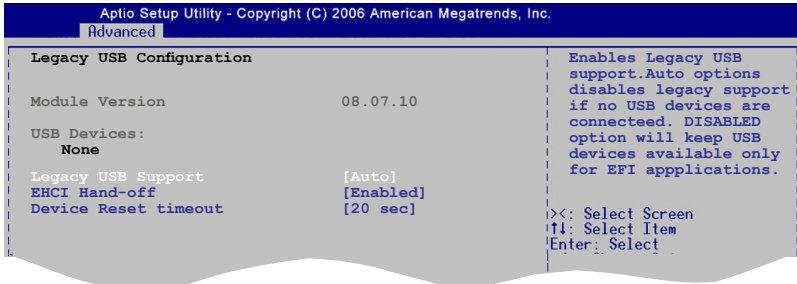 Aptio Setup Utility - Copyright (C) 2006 American Megatrends, Inc.
Advanced
Legacy USB Configuration
Module Version 08.07.10
USB Devices:
None
Legacy USB Support [Auto]
EHCI Hand-off [Enabled]
Device Reset timeout [20 sec]
Enables Legacy USB
support.Auto options
disables legacy support
if no USB devices are
connecteed. DISABLED
option will keep USB
devices available only
for EFI appplications.
><: Select Screen
↑↓: Select Item
Enter: Select